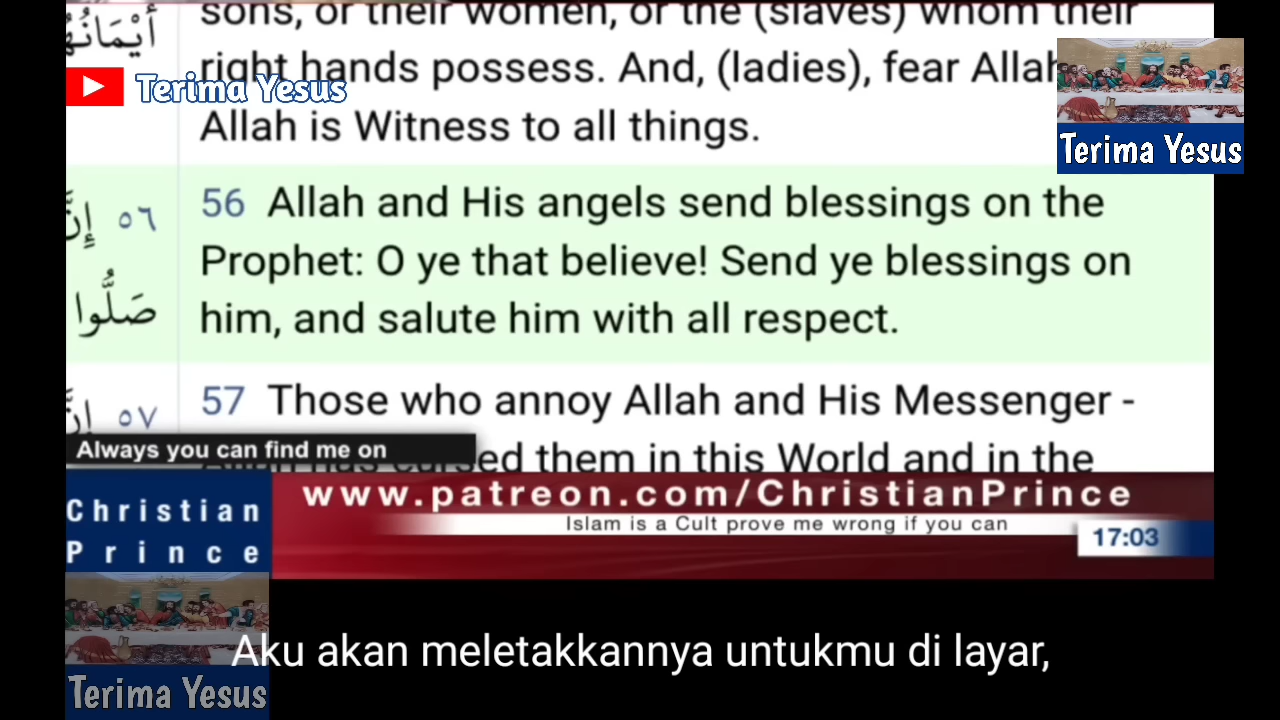 sons, or their women, or the (slaves) whom their
right hands possess. And, (ladies), fear Allah
Allah is Witness to all things.
Terima Yesus
Terima Yesus
٥٦
صَلُّوا
56 Allah and His angels send blessings on the
Prophet: O ye that believe! Send ye blessings on
him, and salute him with all respect.
٥٧
57 Those who annoy Allah and His Messenger -
Allah has cursed them in this World and in the
Always you can find me on
www.patreon.com/ChristianPrince
Islam is a Cult prove me wrong if you can
17:03
Christian
Prince
Aku akan meletakkannya untukmu di layar,
Terima Yesus